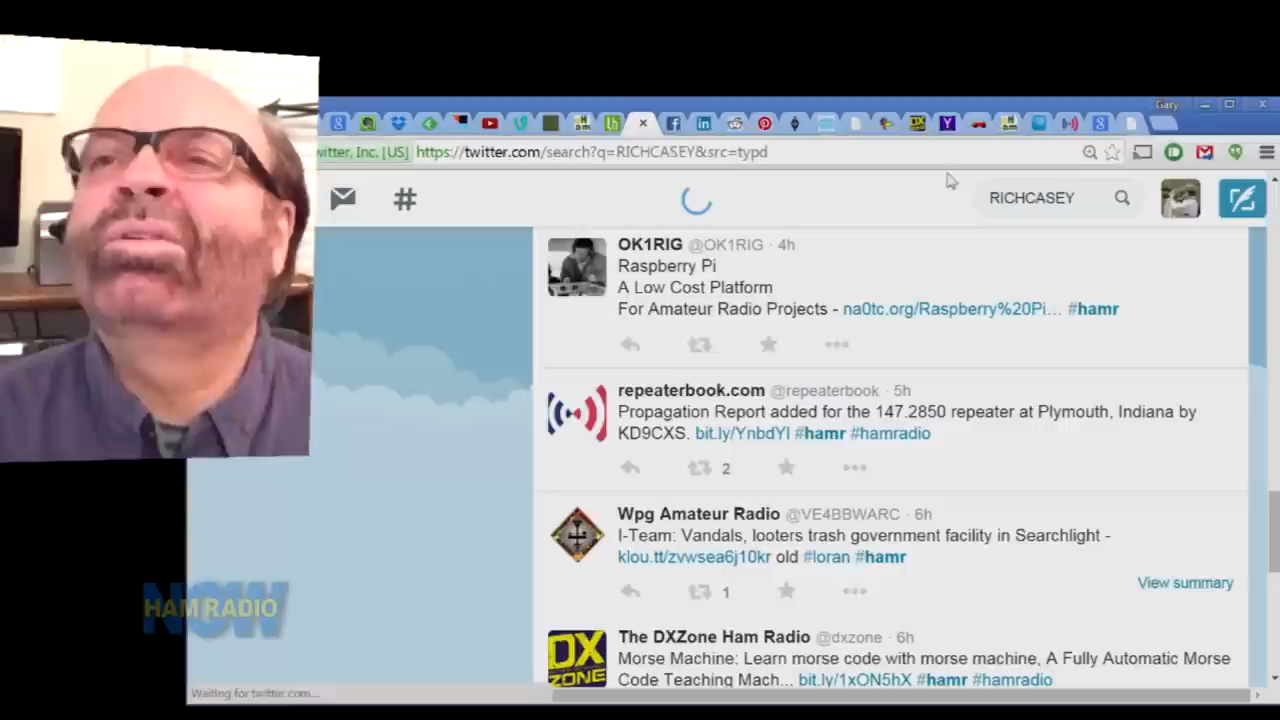 Gary
witter, Inc. [US] https://twitter.com/search?q=RICHCASEY&src=typd
# RICHCASEY
OK1RIG @OK1RIG · 4h
Raspberry Pi
A Low Cost Platform
For Amateur Radio Projects - na0tc.org/Raspberry%20Pi... #hamr
repeaterbook.com @repeaterbook · 5h
Propagation Report added for the 147.2850 repeater at Plymouth, Indiana by
KD9CXS. bit.ly/YnbdYI #hamr #hamradio
2
Wpg Amateur Radio @VE4BBWARC · 6h
I-Team: Vandals, looters trash government facility in Searchlight -
klou.tt/zvwsea6j10kr old #loran #hamr
View summary
1
HAM RADIO
NOW
DX
ZONE
The DXZone Ham Radio @dxzone · 6h
Morse Machine: Learn morse code with morse machine, A Fully Automatic Morse
Code Teaching Mach... bit.ly/1xON5hX #hamr #hamradio
Waiting for twitter.com...